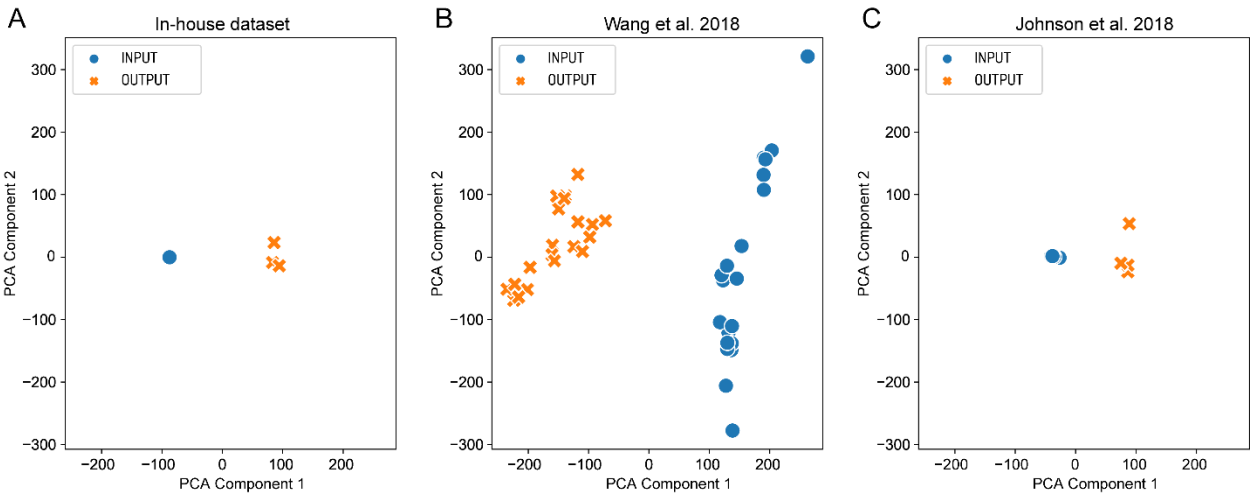 A
In-house dataset
INPUT
OUTPUT
300
200
100
0
−100
−200
−300
PCA Component 2
−200 −100 0 100 200
PCA Component 1
B
Wang et al. 2018
INPUT
OUTPUT
300
200
100
0
−100
−200
−300
PCA Component 2
−200 −100 0 100 200
PCA Component 1
C
Johnson et al. 2018
INPUT
OUTPUT
300
200
100
0
−100
−200
−300
PCA Component 2
−200 −100 0 100 200
PCA Component 1